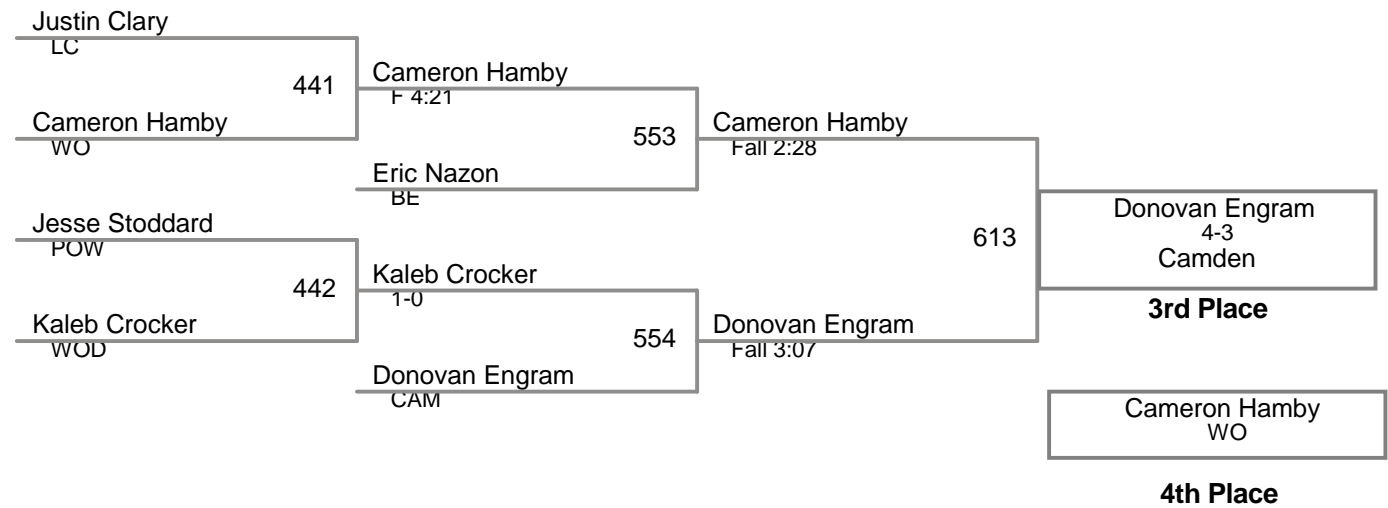 Justin Clary
LC
441
Cameron Hamby
F 4:21
Cameron Hamby
WO
553
Cameron Hamby
Fall 2:28
Eric Nazon
BE
Jesse Stoddard
POW
613
Donovan Engram
4-3
Camden
3rd Place
442
Kaleb Crocker
1-0
Kaleb Crocker
WOD
554
Donovan Engram
Fall 3:07
Donovan Engram
CAM
Cameron Hamby
WO
4th Place